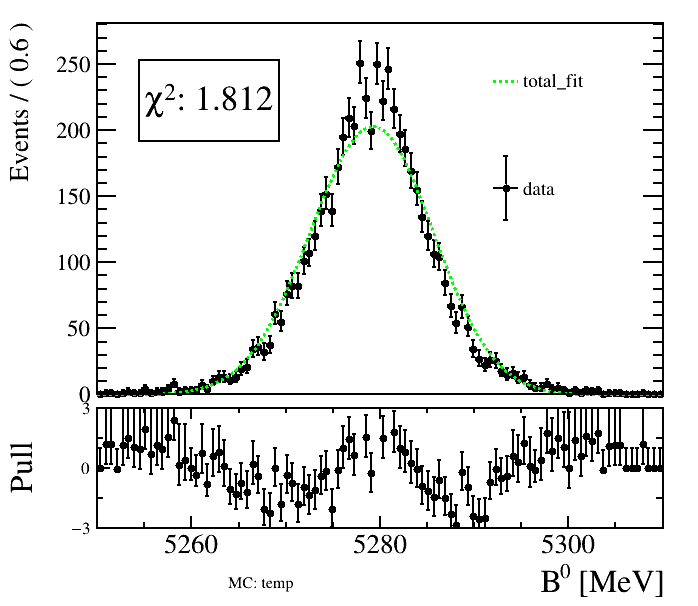 Events / ( 0.6 )
250
200
150
100
50
0
χ²: 1.812
total_fit
data
Pull
3
0
−3
5260
5280
5300
MC: temp
B⁰ [MeV]